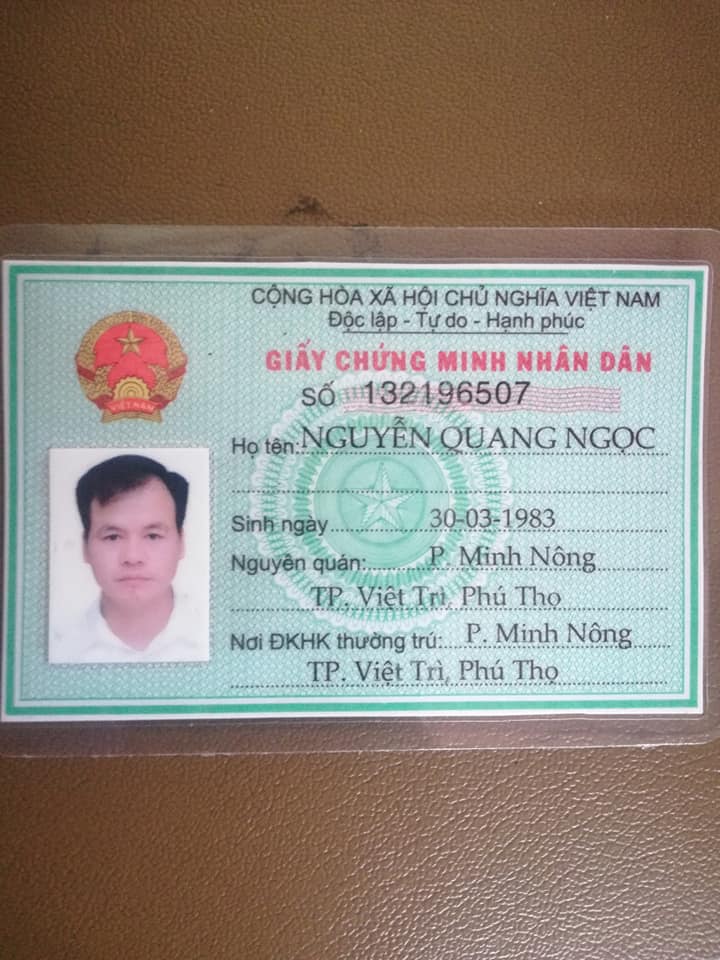 CỘNG HÒA XÃ HỘI CHỦ NGHĨA VIỆT NAM
Độc lập - Tự do - Hạnh phúc
GIẤY CHỨNG MINH NHÂN DÂN
SỐ 132196507
Họ tên: NGUYỄN QUANG NGỌC
Sinh ngày 30-03-1983
Nguyên quán: P. Minh Nông
TP. Việt Trì, Phú Thọ
Nơi ĐKHK thường trú: P. Minh Nông
TP. Việt Trì, Phú Thọ
VIỆT NAM